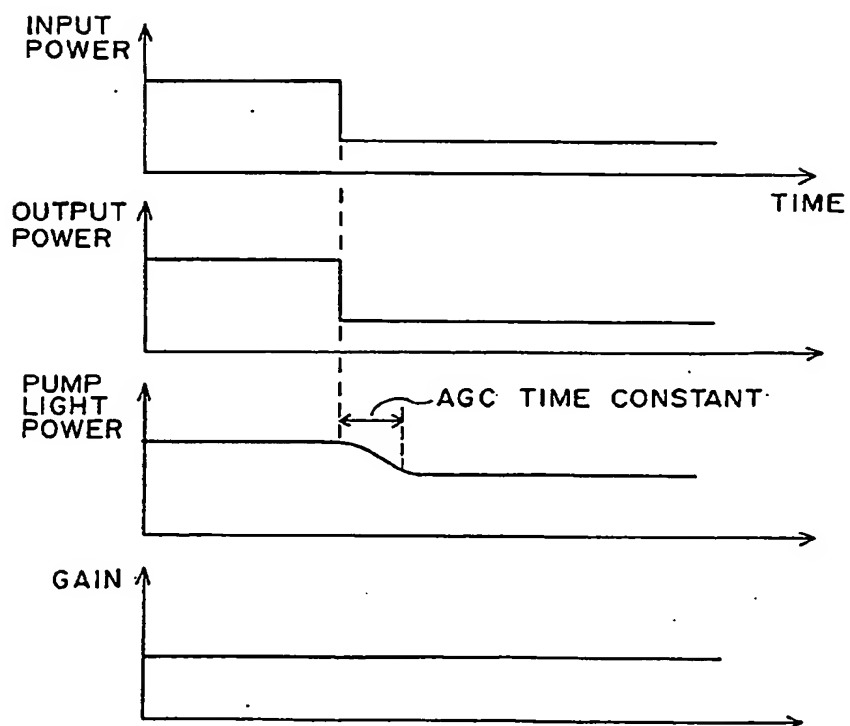 INPUT
POWER
TIME
OUTPUT
POWER
PUMP
LIGHT
POWER
AGC TIME CONSTANT
GAIN